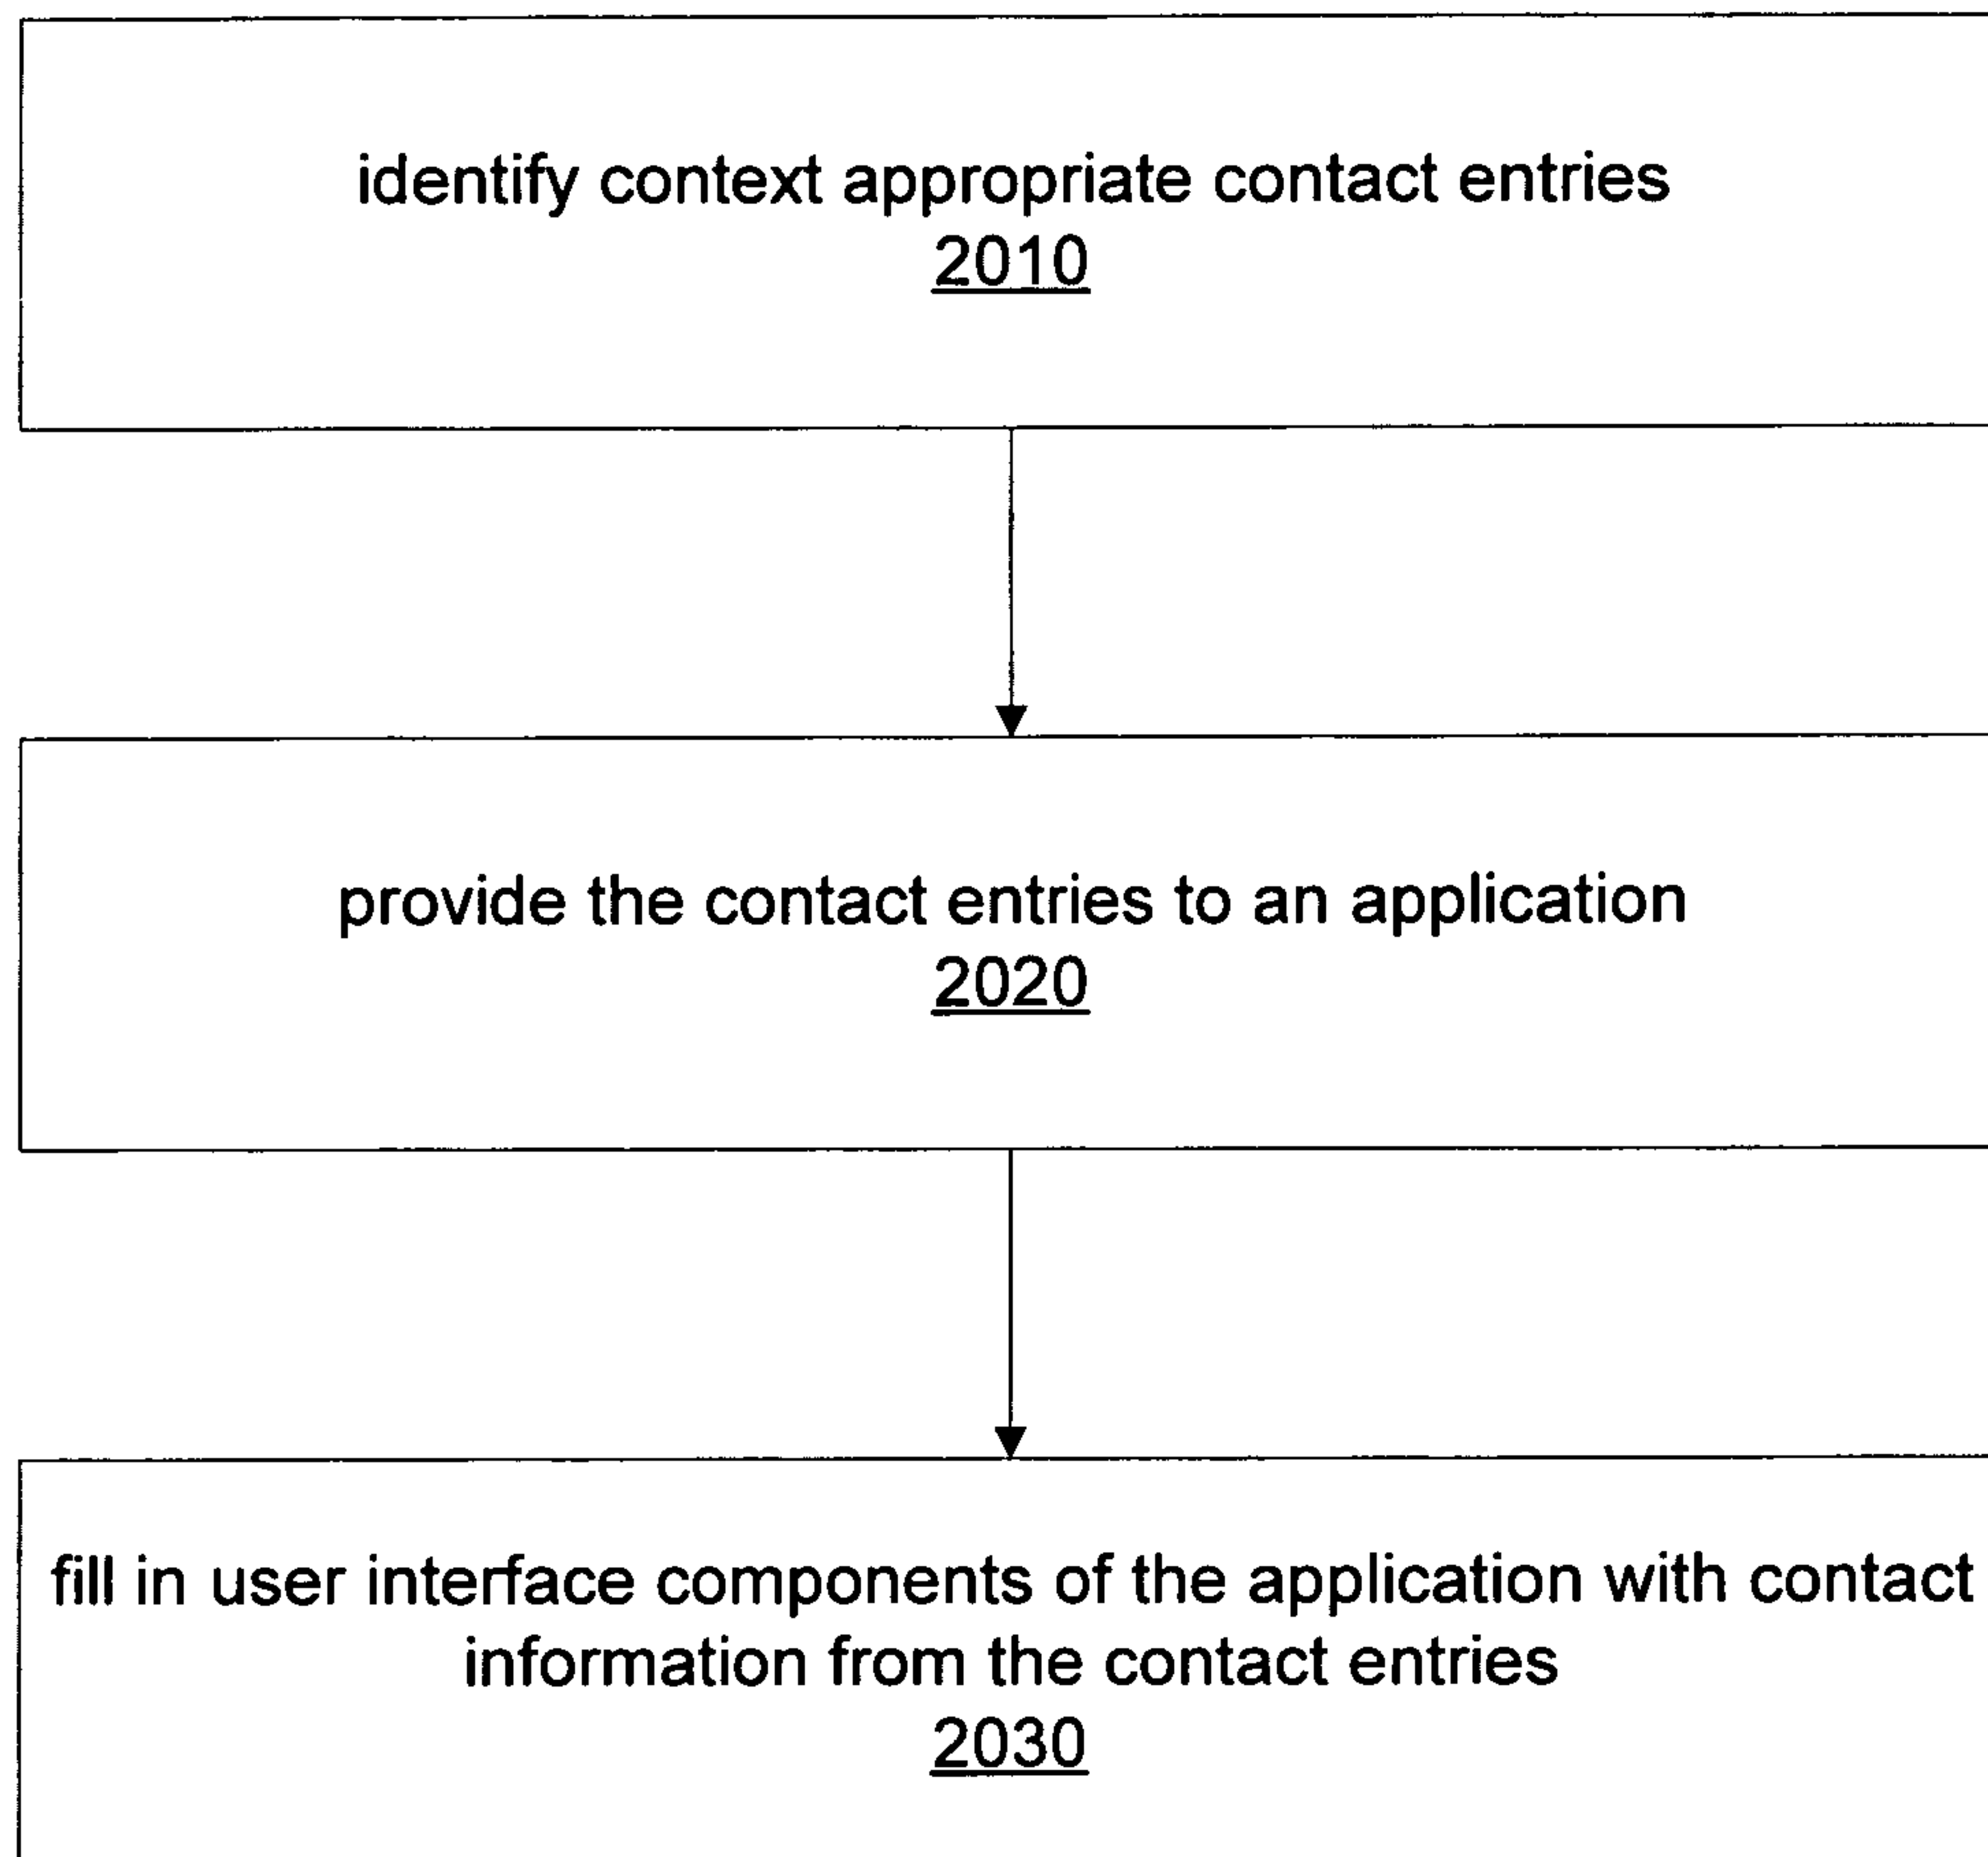 identify context appropriate contact entries
2010
provide the contact entries to an application
2020
fill in user interface components of the application with contact
information from the contact entries
2030